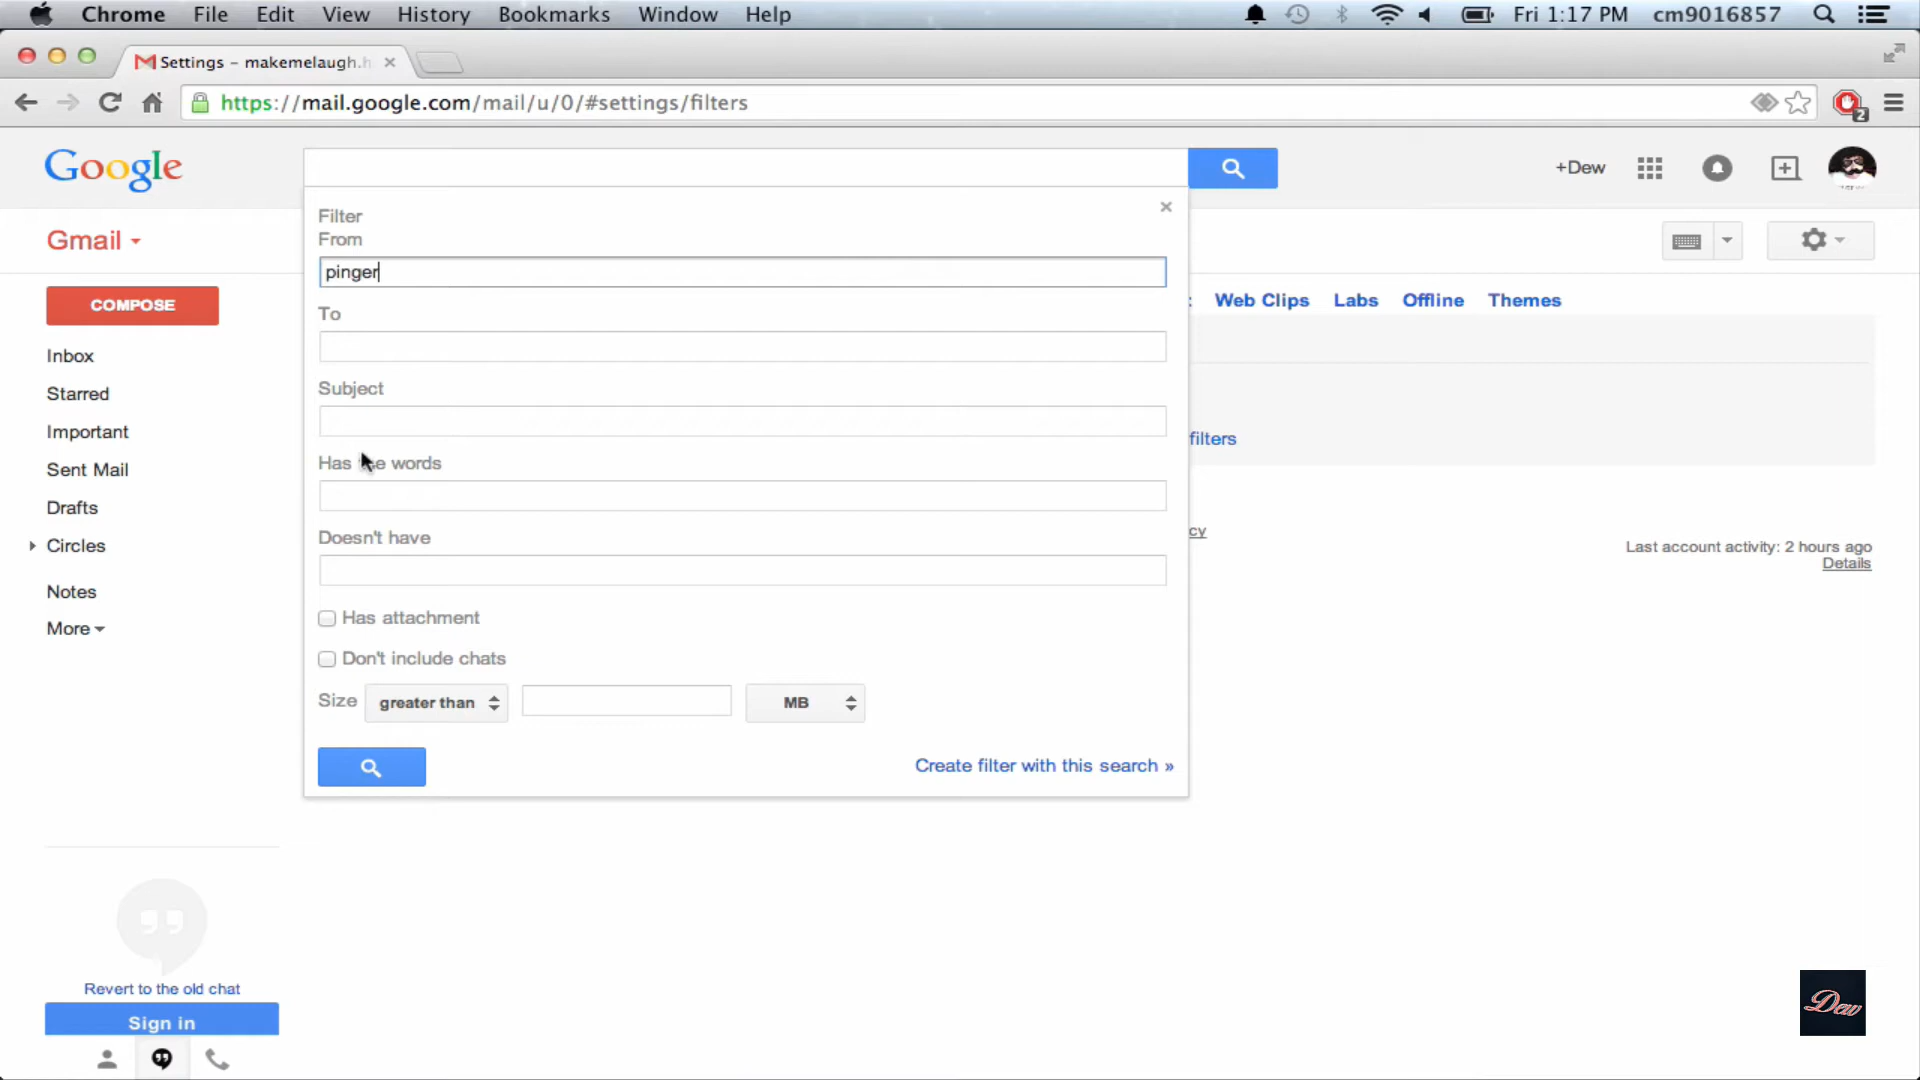 Chrome File Edit View History Bookmarks Window Help Fri 1:17 PM cm9016857
Settings - makemelaugh.h
https://mail.google.com/mail/u/0/#settings/filters
2
Google
+Dew
Filter
From
Gmail
pinger
COMPOSE
To
Web Clips Labs Offline Themes
Inbox
Starred
Subject
Important
filters
Has the words
Sent Mail
Drafts
Doesn't have
cy
Circles
Last account activity: 2 hours ago
Details
Notes
Has attachment
More
Don't include chats
Size greater than MB
Create filter with this search »
Revert to the old chat
Sign in
Dew